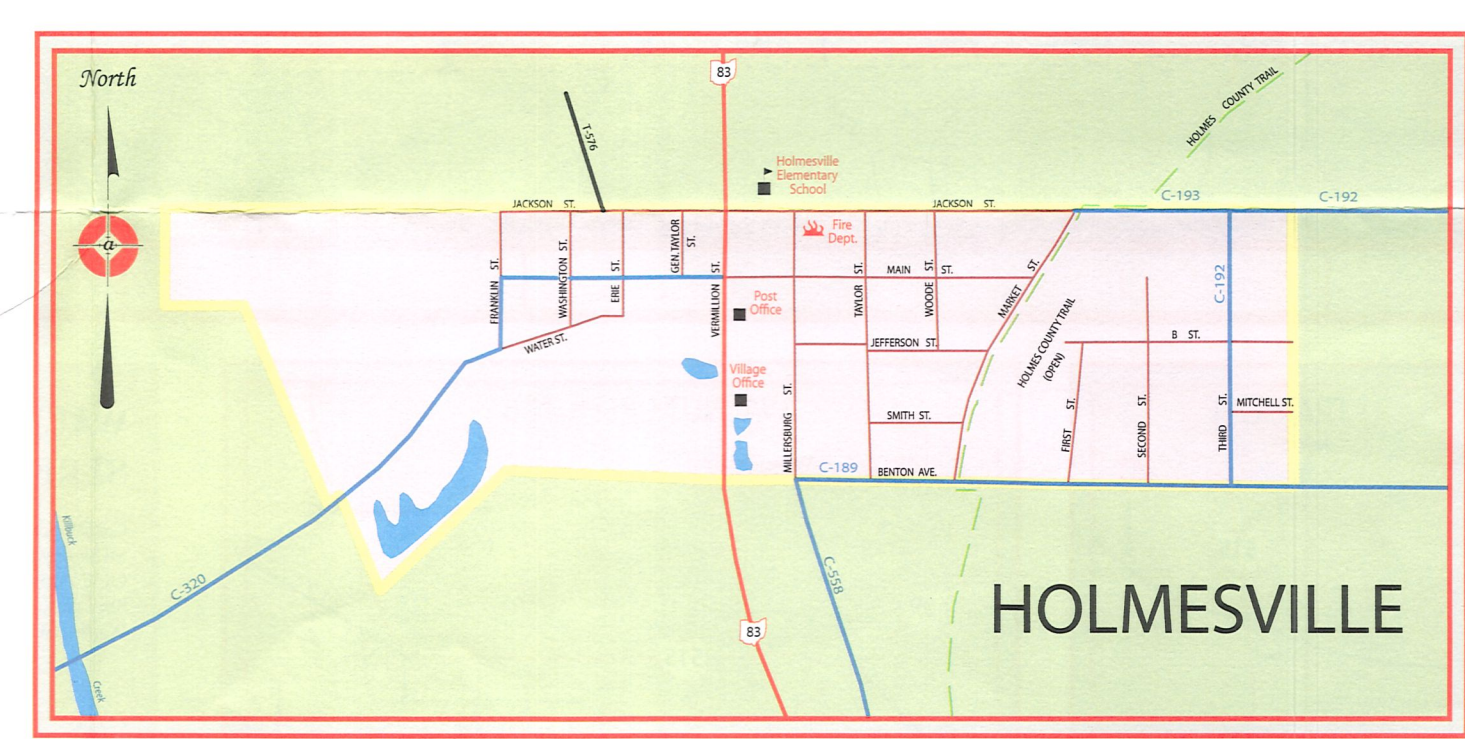 North
a
83
T-576
HOLMES COUNTY TRAIL
Holmesville
Elementary
School
C-193
C-192
JACKSON ST.
JACKSON ST.
Fire
Dept.
GEN.TAYLOR
ST.
FRANKLIN ST.
WASHINGTON ST.
ERIE ST.
VERMILLION ST.
TAYLOR ST.
MAIN ST.
WOODE ST.
MARKET ST.
C-192
Post
Office
HOLMES COUNTY TRAIL
(OPEN)
WATER ST.
JEFFERSON ST.
B ST.
Village
Office
MILLERSBURG ST.
SMITH ST.
FIRST ST.
SECOND ST.
THIRD ST.
MITCHELL ST.
C-189
BENTON AVE.
Killbuck
Creek
C-320
C-558
83
HOLMESVILLE